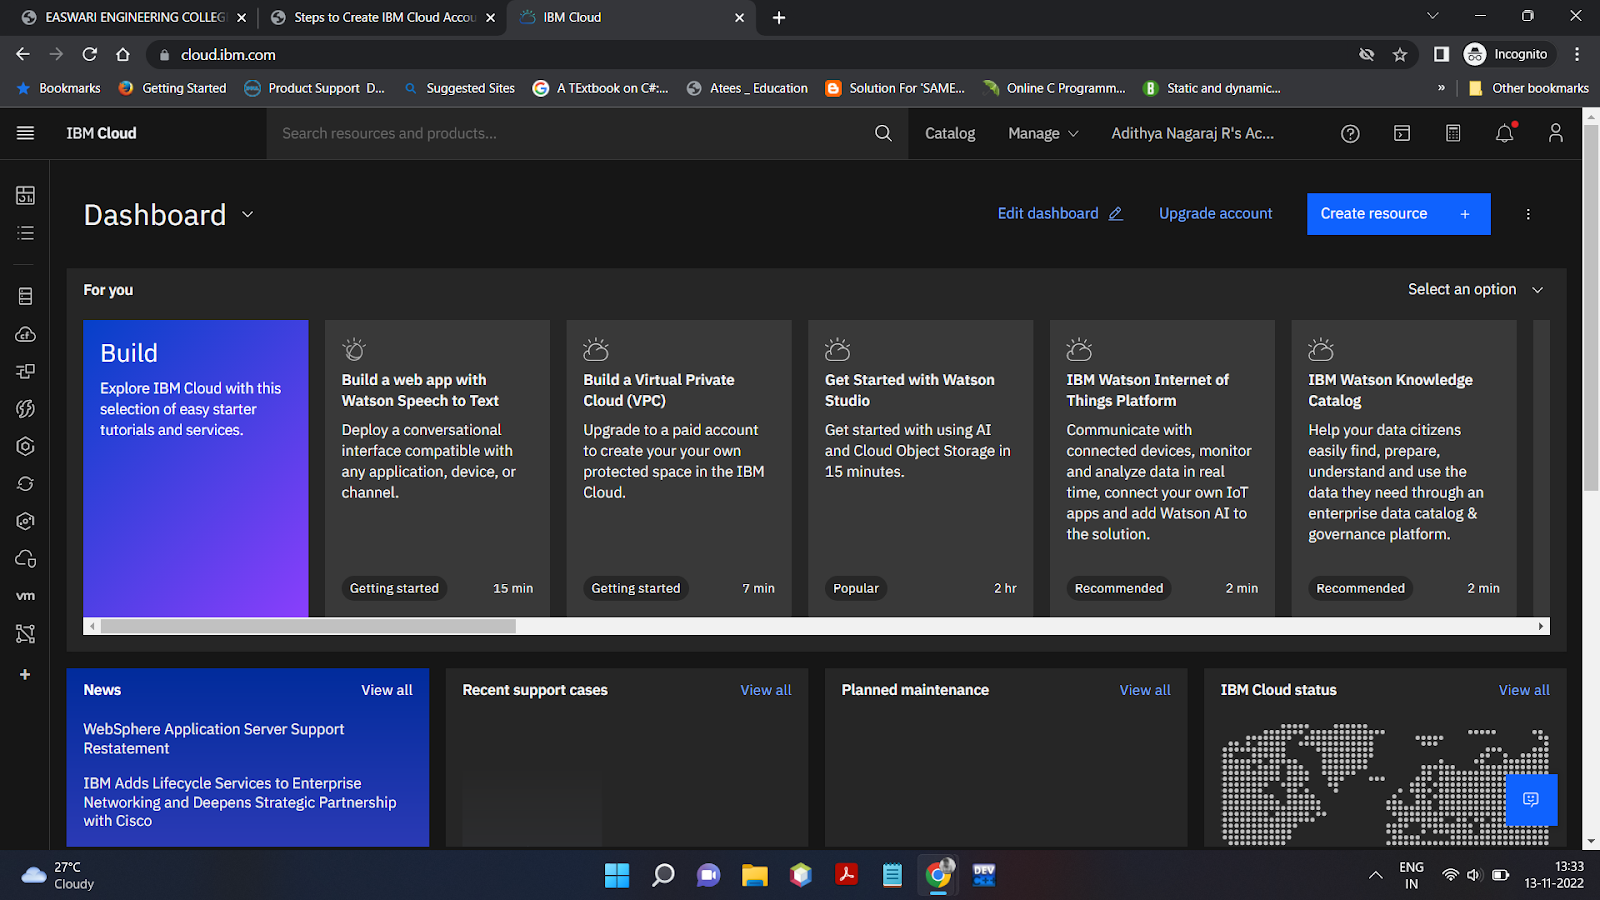 EASWARI ENGINEERING COLLEG
Steps to Create IBM Cloud Accou
IBM Cloud
cloud.ibm.com
Incognito
Bookmarks
Getting Started
Product Support D...
Suggested Sites
A TExtbook on C#:...
Atees _ Education
Solution For 'SAME...
Online C Programm...
Static and dynamic...
»
Other bookmarks
IBM Cloud
Search resources and products...
Catalog
Manage
Adithya Nagaraj R's Ac...
Dashboard
Edit dashboard
Upgrade account
Create resource +
For you
Select an option
Build
Explore IBM Cloud with this
selection of easy starter
tutorials and services.
Build a web app with
Watson Speech to Text
Deploy a conversational
interface compatible with
any application, device, or
channel.
Getting started
15 min
Build a Virtual Private
Cloud (VPC)
Upgrade to a paid account
to create your your own
protected space in the IBM
Cloud.
Getting started
7 min
Get Started with Watson
Studio
Get started with using AI
and Cloud Object Storage in
15 minutes.
Popular
2 hr
IBM Watson Internet of
Things Platform
Communicate with
connected devices, monitor
and analyze data in real
time, connect your own IoT
apps and add Watson AI to
the solution.
Recommended
2 min
IBM Watson Knowledge
Catalog
Help your data citizens
easily find, prepare,
understand and use the
data they need through an
enterprise data catalog &
governance platform.
Recommended
2 min
vm
News
View all
WebSphere Application Server Support
Restatement
IBM Adds Lifecycle Services to Enterprise
Networking and Deepens Strategic Partnership
with Cisco
Recent support cases
View all
Planned maintenance
View all
IBM Cloud status
View all
27°C
Cloudy
DEV
ENG
IN
13:33
13-11-2022